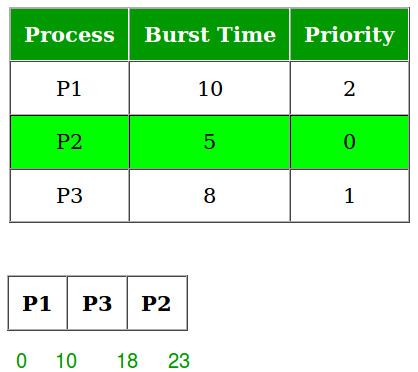 Process Burst Time Priority
P1 10 2
P2 5 0
P3 8 1
P1 P3 P2
0 10 18 23